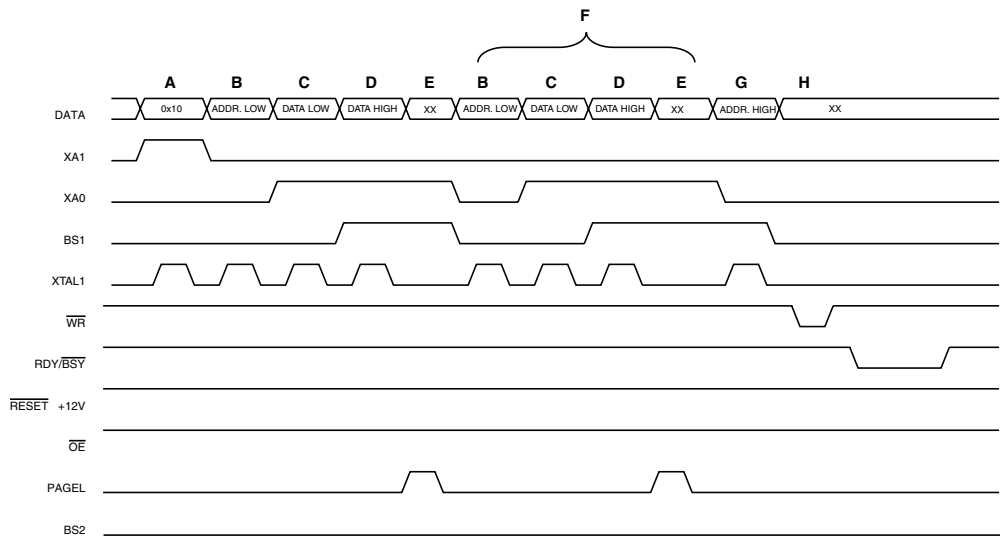 F
A B C D E B C D E G H
DATA 0x10 ADDR. LOW DATA LOW DATA HIGH XX ADDR. LOW DATA LOW DATA HIGH XX ADDR. HIGH XX
XA1
XA0
BS1
XTAL1
WR
RDY/BSY
RESET +12V
OE
PAGEL
BS2